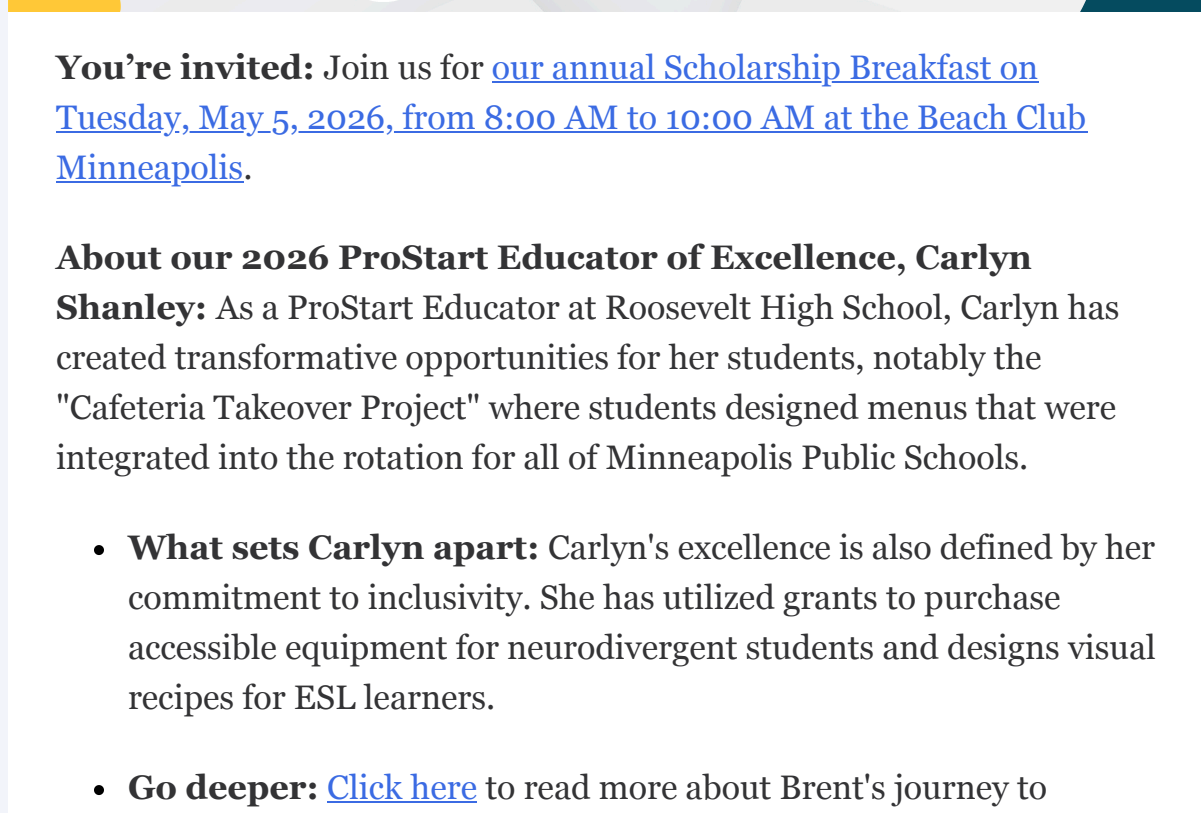 You’re invited: Join us for our annual Scholarship Breakfast on
Tuesday, May 5, 2026, from 8:00 AM to 10:00 AM at the Beach Club
Minneapolis.
About our 2026 ProStart Educator of Excellence, Carlyn
Shanley: As a ProStart Educator at Roosevelt High School, Carlyn has
created transformative opportunities for her students, notably the
"Cafeteria Takeover Project" where students designed menus that were
integrated into the rotation for all of Minneapolis Public Schools.
• What sets Carlyn apart: Carlyn's excellence is also defined by her
commitment to inclusivity. She has utilized grants to purchase
accessible equipment for neurodivergent students and designs visual
recipes for ESL learners.
• Go deeper: Click here to read more about Brent's journey to